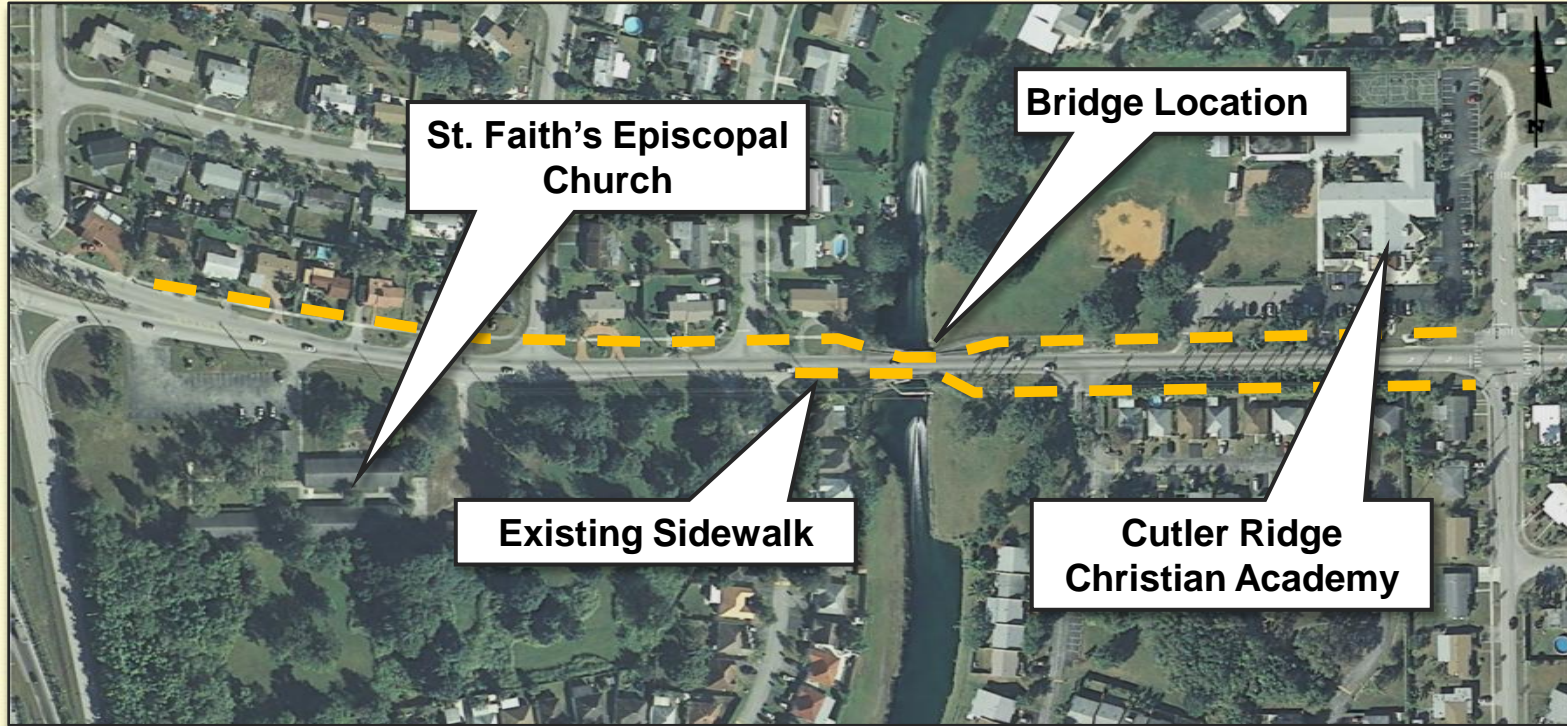 St. Faith's Episcopal
Church
Bridge Location
N
Existing Sidewalk
Cutler Ridge
Christian Academy